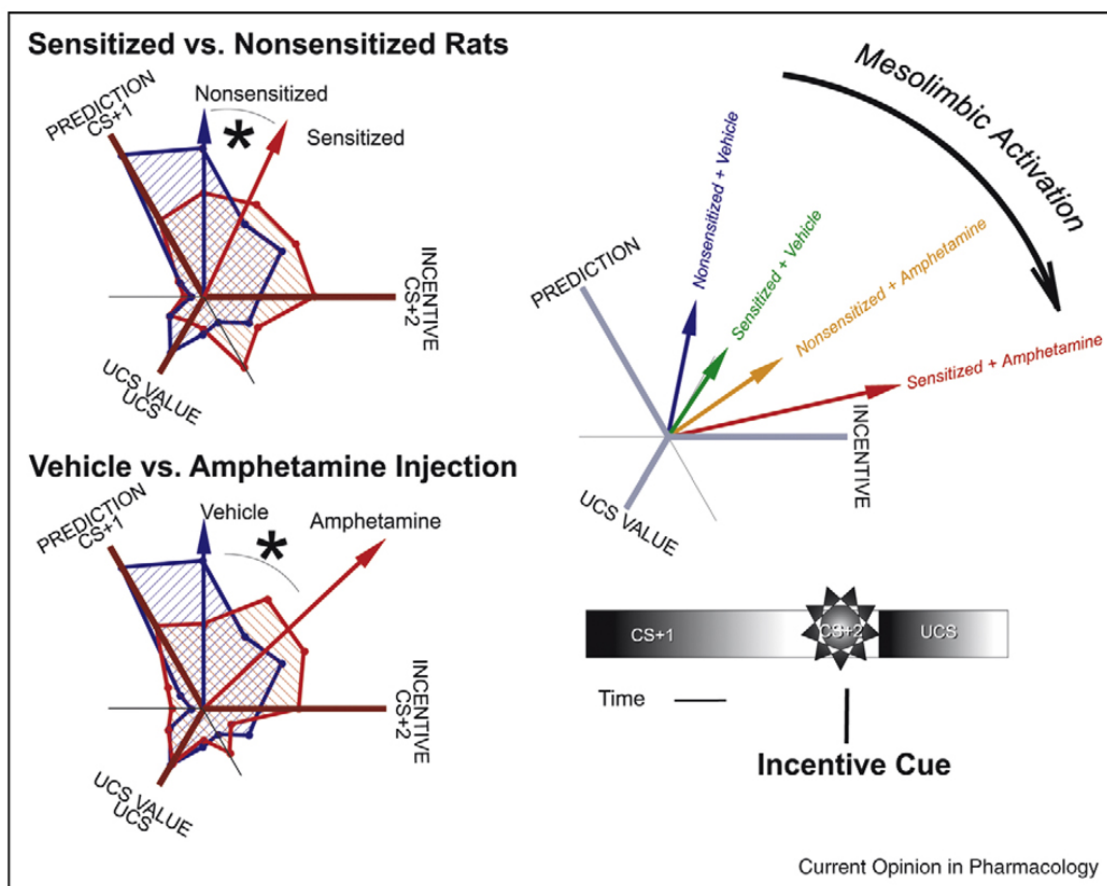 Sensitized vs. Nonsensitized Rats
PREDICTION
CS+1
Nonsensitized
Sensitized
*
INCENTIVE
CS+2
UCS VALUE
UCS
Vehicle vs. Amphetamine Injection
PREDICTION
CS+1
Vehicle
Amphetamine
*
INCENTIVE
CS+2
UCS VALUE
UCS
Mesolimbic Activation
PREDICTION
Nonsensitized + Vehicle
Sensitized + Vehicle
Nonsensitized + Amphetamine
Sensitized + Amphetamine
INCENTIVE
UCS VALUE
CS+1
CS+2
UCS
Time
Incentive Cue
Current Opinion in Pharmacology